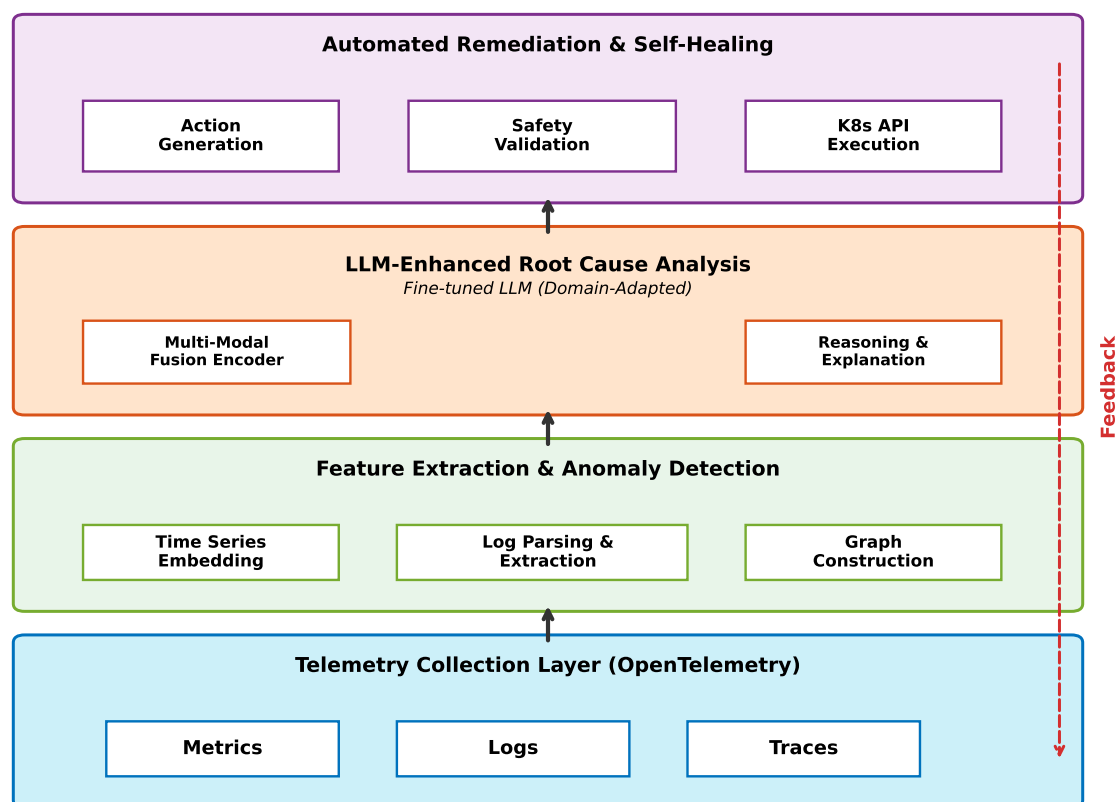 Automated Remediation & Self-Healing
Action
Generation
Safety
Validation
K8s API
Execution
LLM-Enhanced Root Cause Analysis
Fine-tuned LLM (Domain-Adapted)
Multi-Modal
Fusion Encoder
Reasoning &
Explanation
Feedback
Feature Extraction & Anomaly Detection
Time Series
Embedding
Log Parsing &
Extraction
Graph
Construction
Telemetry Collection Layer (OpenTelemetry)
Metrics
Logs
Traces